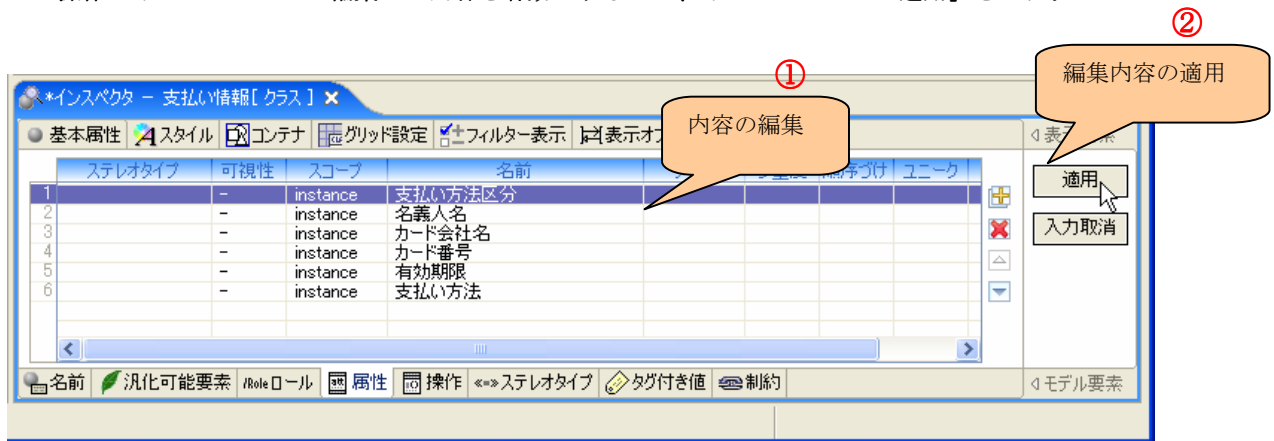 ②
編集内容の適用
①
内容の編集
*インスペクタ － 支払い情報[ クラス ]
基本属性 スタイル コンテナ グリッド設定 フィルター表示
ステレオタイプ 可視性 スコープ 名前 順序づけ ユニーク
適用
入力取消
1 - instance 支払い方法区分
2 - instance 名義人名
3 - instance カード会社名
4 - instance カード番号
5 - instance 有効期限
6 - instance 支払い方法
名前 汎化可能要素 /Roleロール 属性 操作 «=»ステレオタイプ タグ付き値 制約 モデル要素